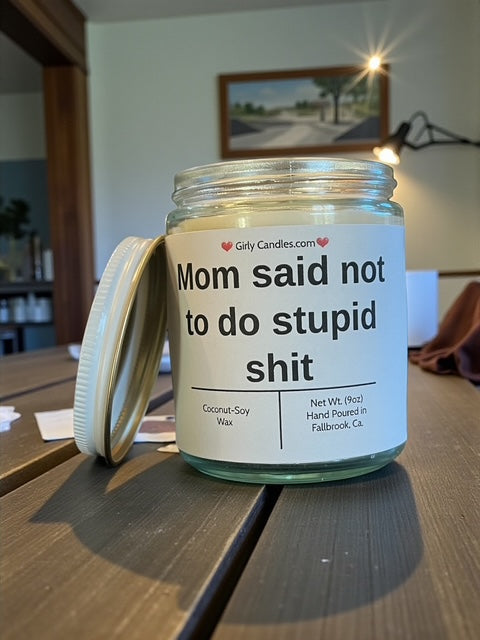 ❤ Girly Candles.com❤
Mom said not
to do stupid
shit
Coconut-Soy
Wax
Net Wt. (9oz)
Hand Poured in
Fallbrook, Ca.